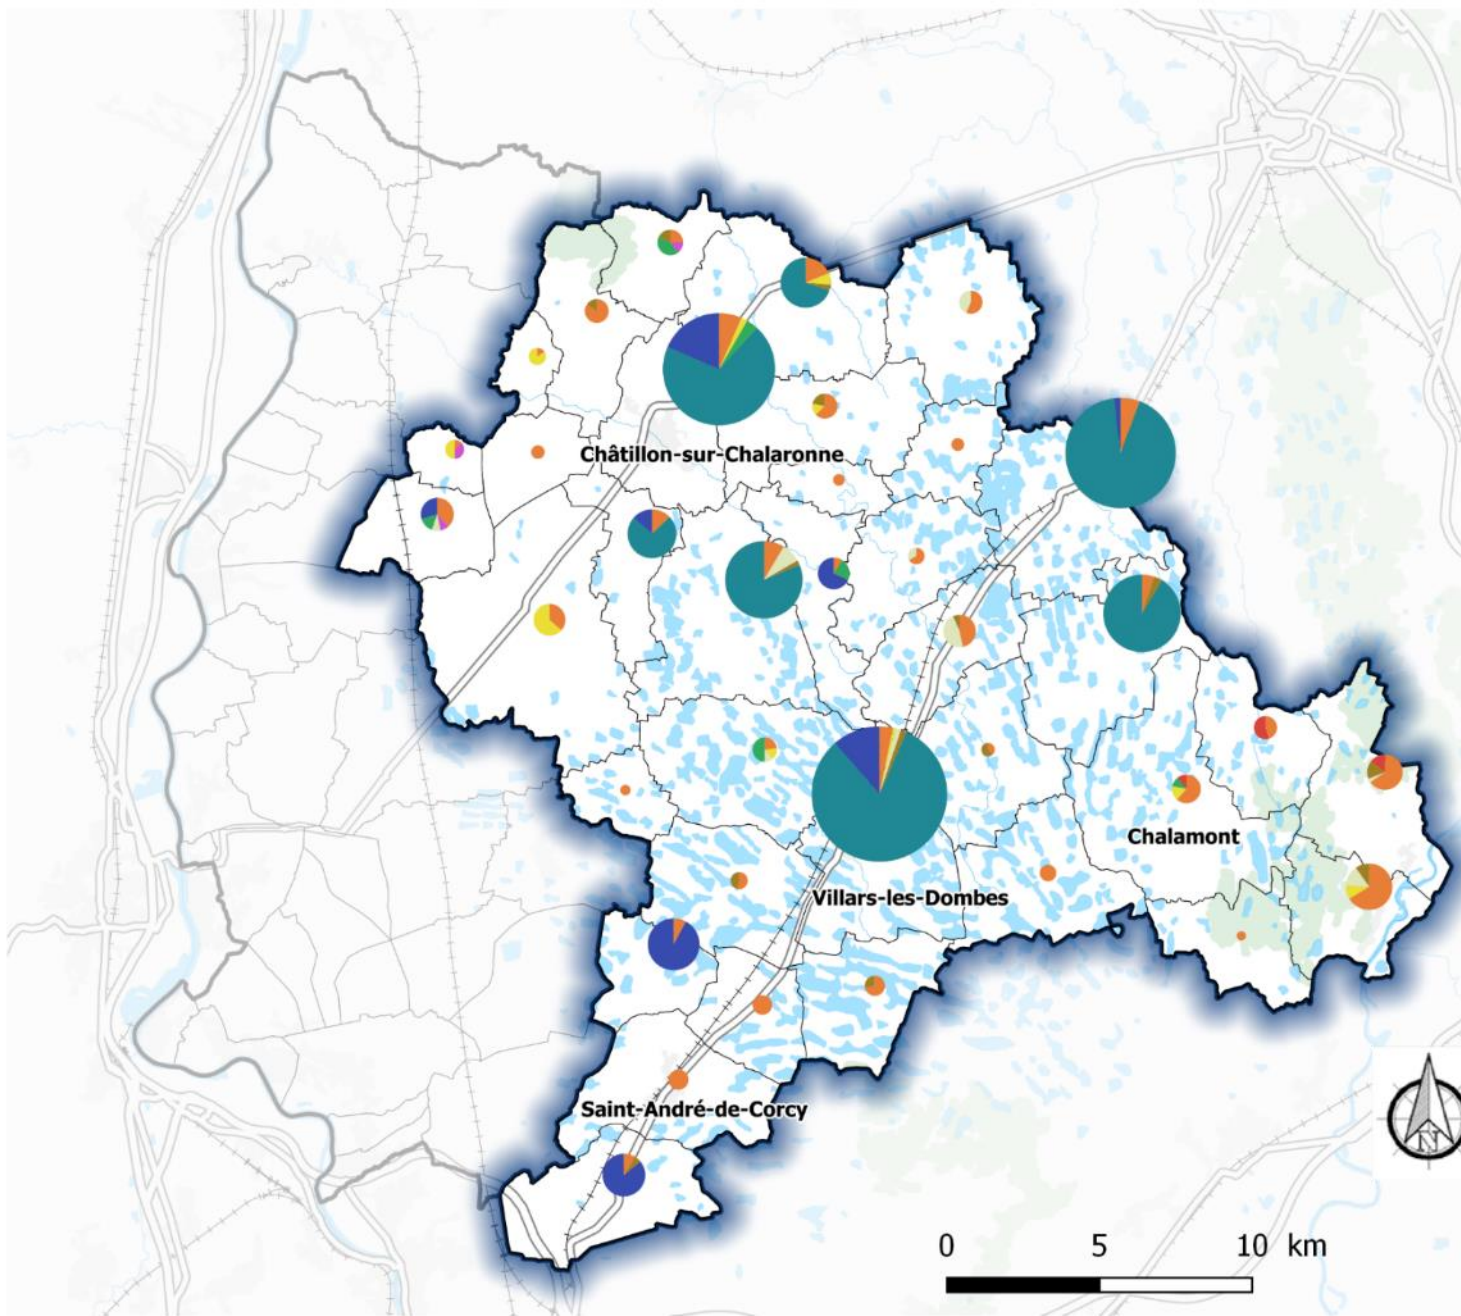 Châtillon-sur-Chalaronne
Chalamont
Villars-les-Dombes
Saint-André-de-Corcy
N
0 5 10 km